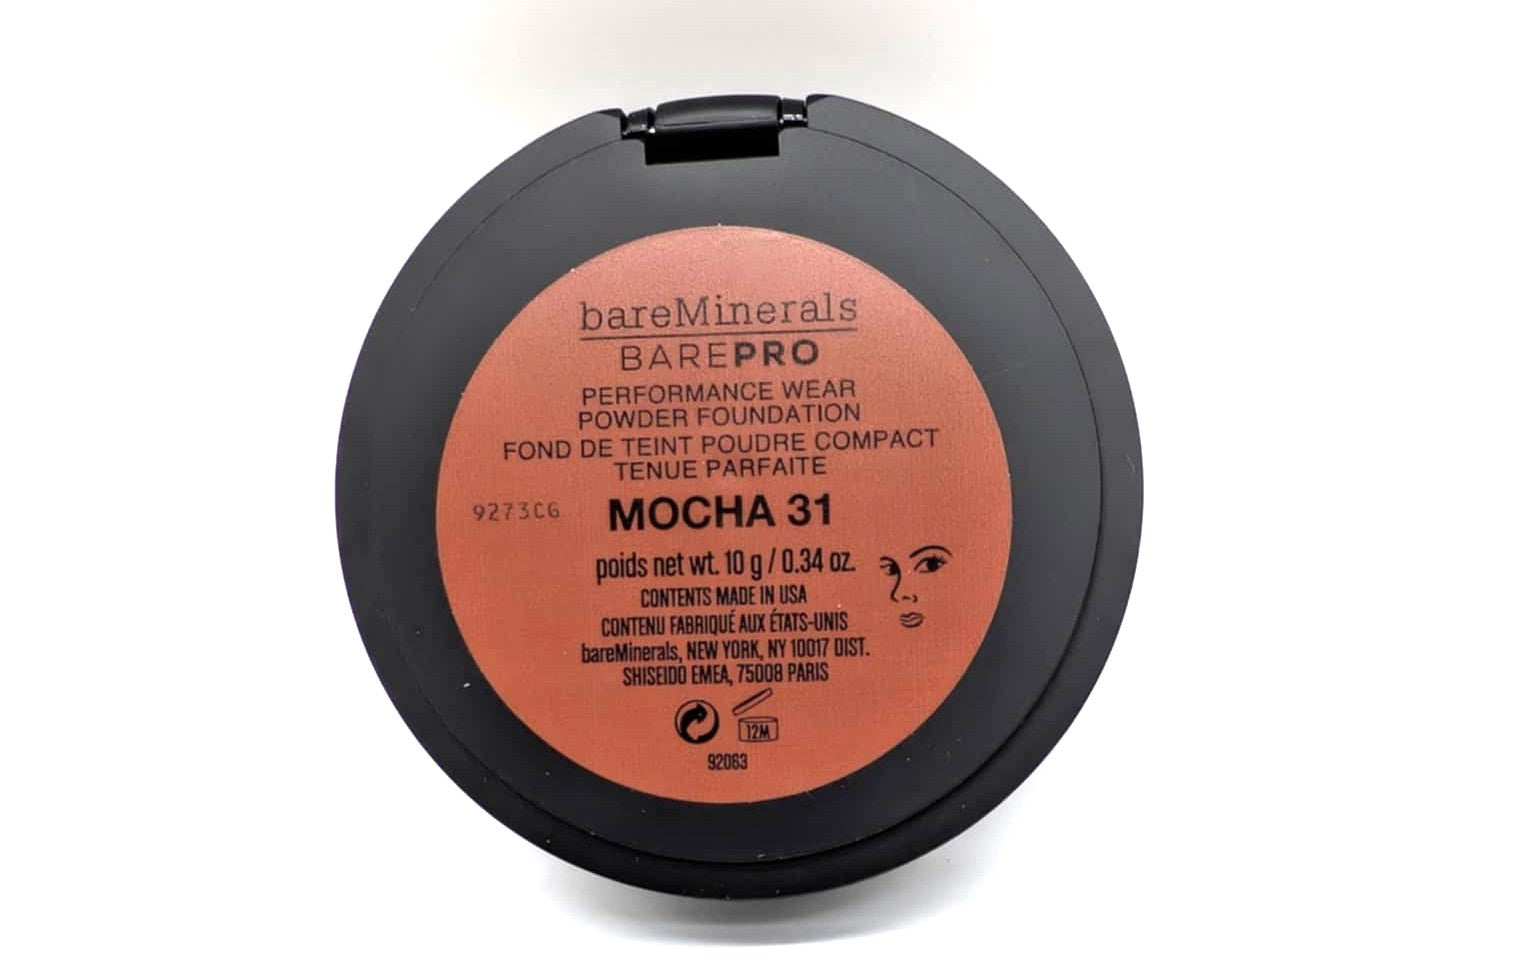 bareMinerals
BAREPRO
PERFORMANCE WEAR
POWDER FOUNDATION
FOND DE TEINT POUDRE COMPACT
TENUE PARFAITE
9273CG
MOCHA 31
poids net wt. 10 g / 0.34 oz.
CONTENTS MADE IN USA
CONTENU FABRIQUÉ AUX ÉTATS-UNIS
bareMinerals, NEW YORK, NY 10017 DIST.
SHISEIDO EMEA, 75008 PARIS
12M
92063